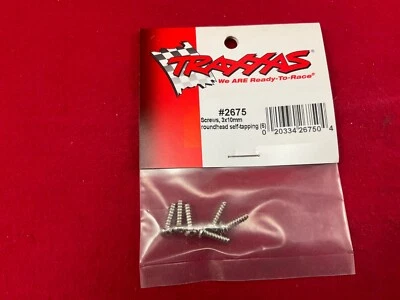 TRAXXAS
We ARE Ready-To-Race®
#2675
Screws, 3x10mm
roundhead self-tapping (6)
0 20334 26750 4